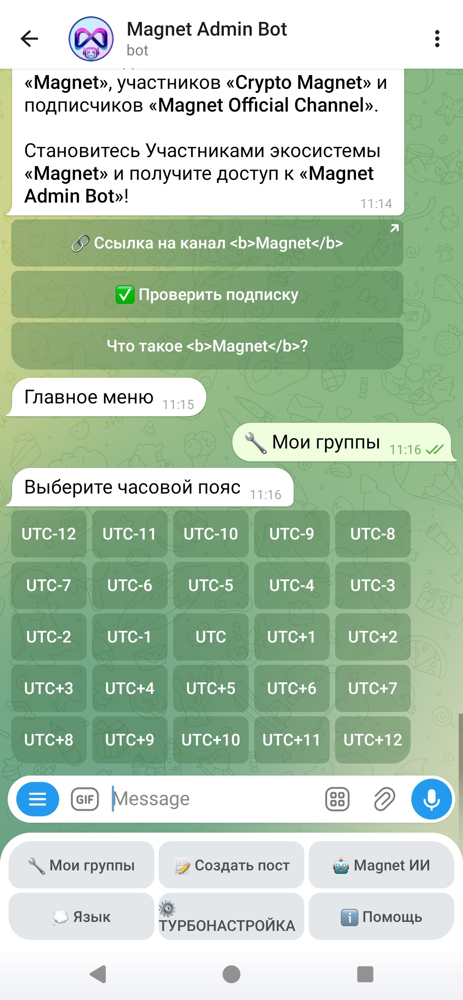 Magnet Admin Bot
bot
«Magnet», участников «Crypto Magnet» и
подписчиков «Magnet Official Channel».
Становитесь Участниками экосистемы
«Magnet» и получите доступ к «Magnet
Admin Bot»!
11:14
🔗 Ссылка на канал <b>Magnet</b>
✅ Проверить подписку
Что такое <b>Magnet</b>?
Главное меню 11:15
🔧 Мои группы 11:16
Выберите часовой пояс 11:16
UTC-12 UTC-11 UTC-10 UTC-9 UTC-8
UTC-7 UTC-6 UTC-5 UTC-4 UTC-3
UTC-2 UTC-1 UTC UTC+1 UTC+2
UTC+3 UTC+4 UTC+5 UTC+6 UTC+7
UTC+8 UTC+9 UTC+10 UTC+11 UTC+12
GIF Message
🔧 Мои группы 📝 Создать пост 🤖 Magnet ИИ
💭 Язык ⚙️ ТУРБОНАСТРОЙКА ℹ️ Помощь